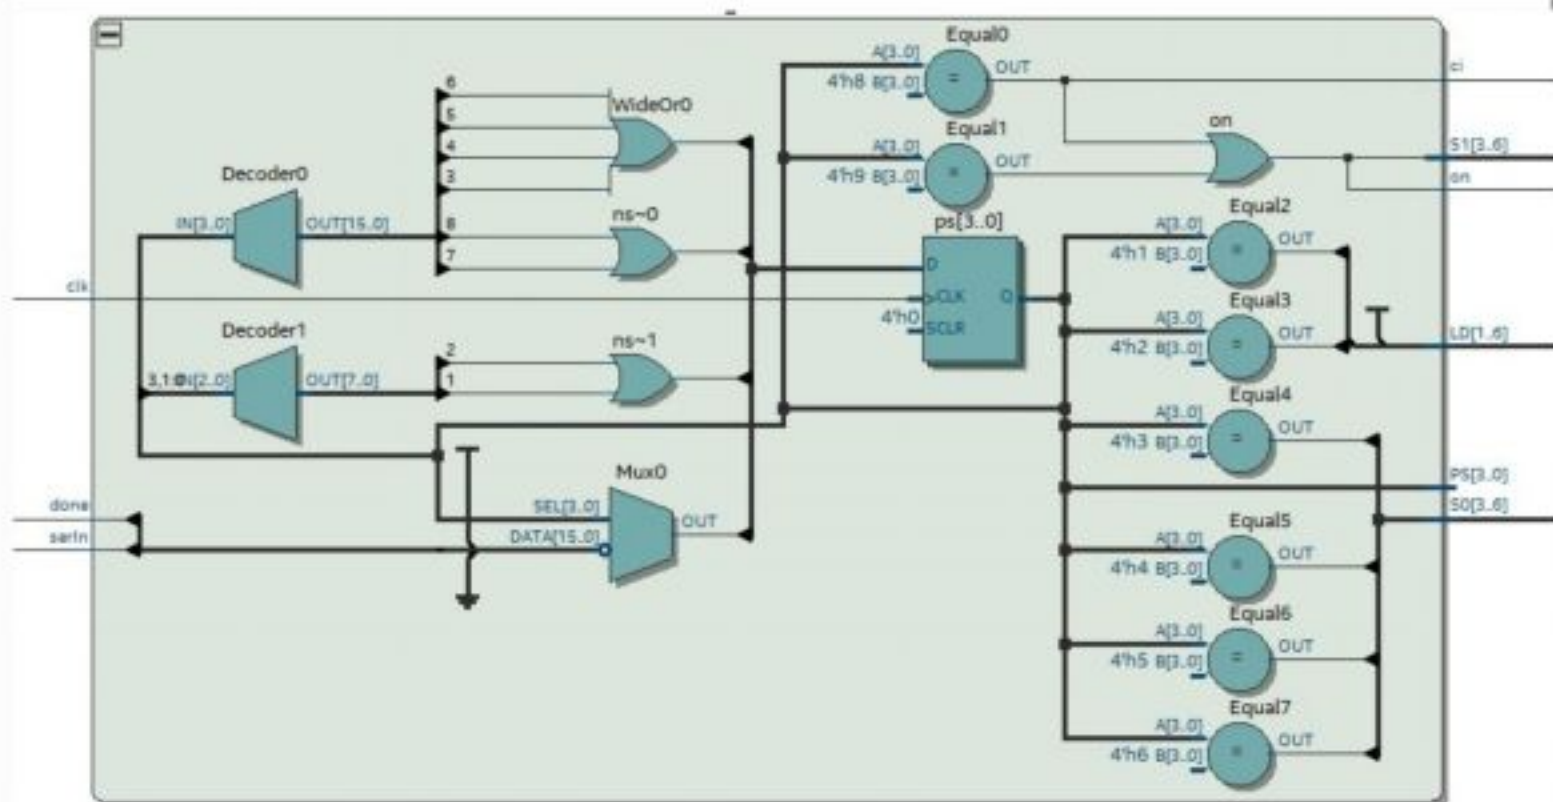 Equal0
A[3..0]
4'h8 B[3..0]
=
OUT
ci
6
5
4
3
WideOr0
on
Equal1
A[3..0]
4'h9 B[3..0]
=
OUT
S1[3..6]
on
Decoder0
IN[3..0]
OUT[15..0]
8
7
ns~0
ps[3..0]
D
CLK
Q
4'h0
SCLR
Equal2
A[3..0]
4'h1 B[3..0]
=
OUT
clk
Equal3
A[3..0]
4'h2 B[3..0]
=
OUT
LD[1..6]
Decoder1
3,1:0
IN[2..0]
OUT[7..0]
2
1
ns~1
Equal4
A[3..0]
4'h3 B[3..0]
=
OUT
Mux0
SEL[3..0]
DATA[15..0]
OUT
PS[3..0]
S0[3..6]
done
serIn
Equal5
A[3..0]
4'h4 B[3..0]
=
OUT
Equal6
A[3..0]
4'h5 B[3..0]
=
OUT
Equal7
A[3..0]
4'h6 B[3..0]
=
OUT